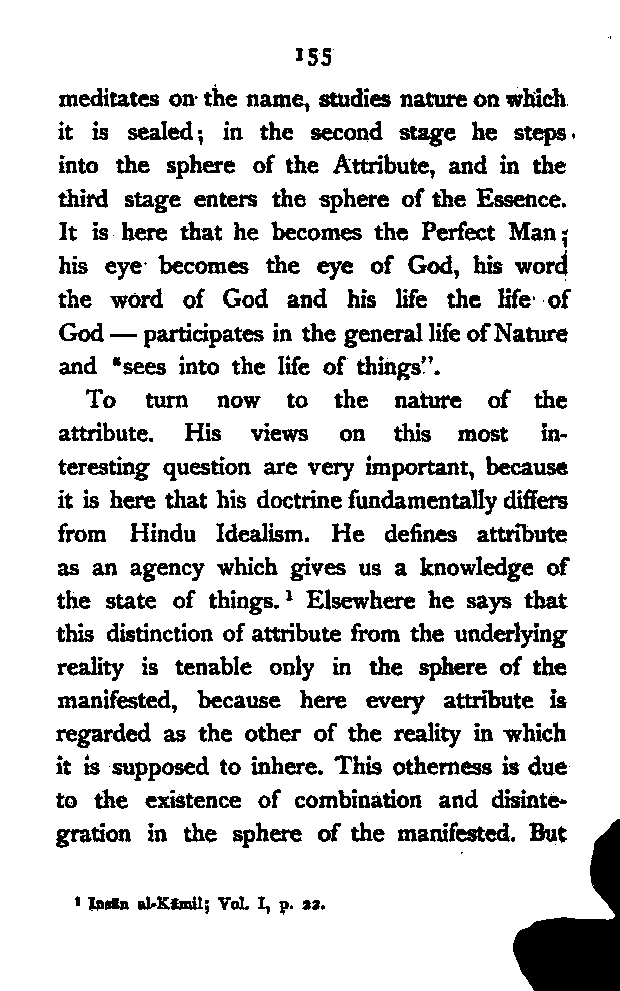 155
meditates on the name, studies nature on which
it is sealed; in the second stage he steps
into the sphere of the Attribute, and in the
third stage enters the sphere of the Essence.
It is here that he becomes the Perfect Man;
his eye becomes the eye of God, his word
the word of God and his life the life of
God — participates in the general life of Nature
and "sees into the life of things".
To turn now to the nature of the
attribute. His views on this most in-
teresting question are very important, because
it is here that his doctrine fundamentally differs
from Hindu Idealism. He defines attribute
as an agency which gives us a knowledge of
the state of things.¹ Elsewhere he says that
this distinction of attribute from the underlying
reality is tenable only in the sphere of the
manifested, because here every attribute is
regarded as the other of the reality in which
it is supposed to inhere. This otherness is due
to the existence of combination and disinte-
gration in the sphere of the manifested. But
¹ Insān al-Kāmil; Vol. I, p. 22.